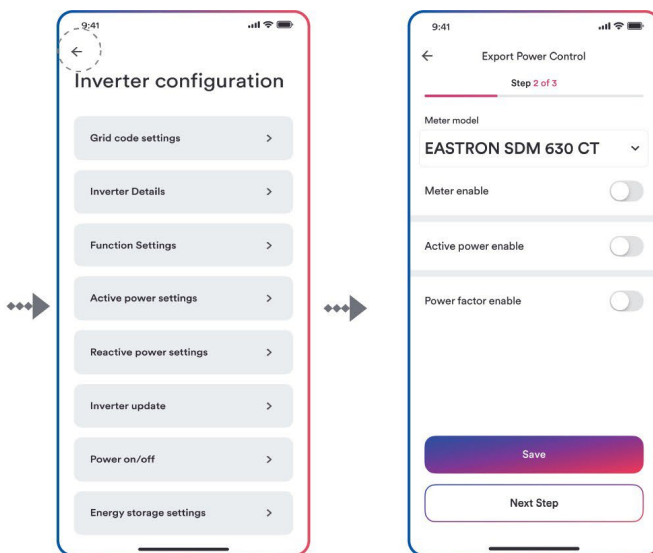 9:41
Inverter configuration
Grid code settings
Inverter Details
Function Settings
Active power settings
Reactive power settings
Inverter update
Power on/off
Energy storage settings
9:41
Export Power Control
Step 2 of 3
Meter model
EASTRON SDM 630 CT
Meter enable
Active power enable
Power factor enable
Save
Next Step